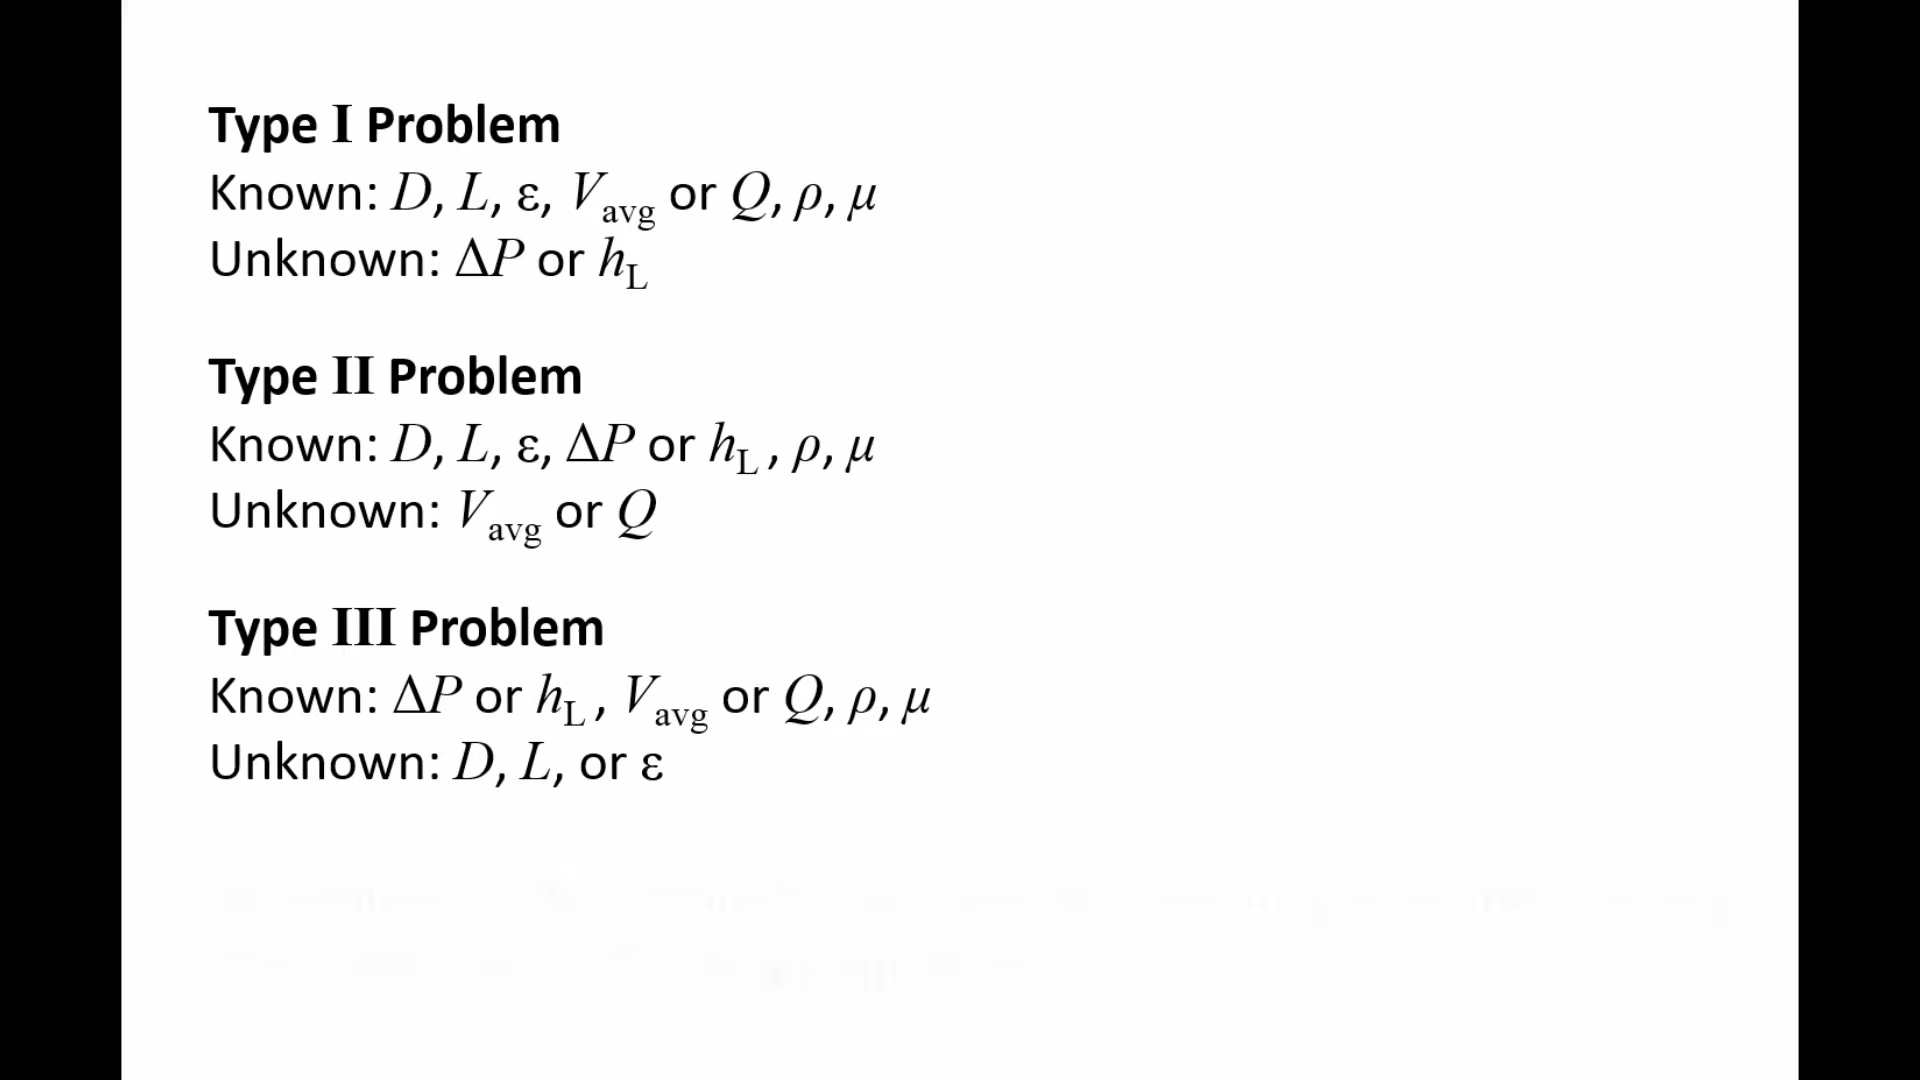 Type I Problem
Known: D, L, ε, Vavg or Q, ρ, μ
Unknown: ΔP or hL
Type II Problem
Known: D, L, ε, ΔP or hL , ρ, μ
Unknown: Vavg or Q
Type III Problem
Known: ΔP or hL , Vavg or Q, ρ, μ
Unknown: D, L, or ε